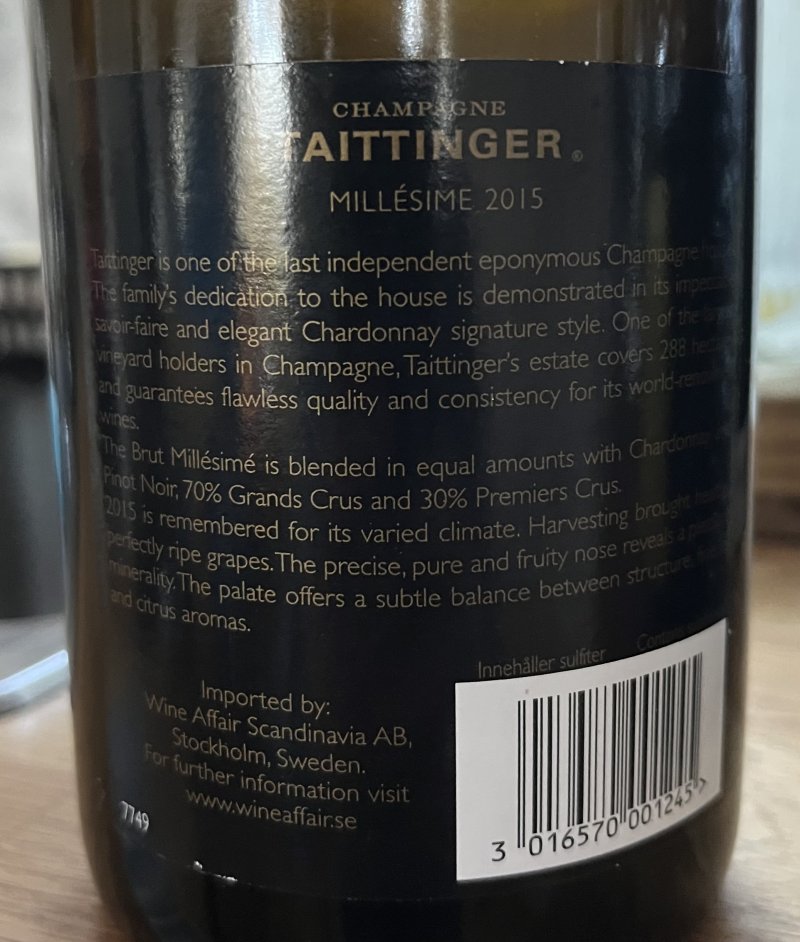 CHAMPAGNE
TAITTINGER®
MILLÉSIME 2015
Taittinger is one of the last independent eponymous Champagne
The family's dedication to the house is demonstrated in its
savoir-faire and elegant Chardonnay signature style. One of the
vineyard holders in Champagne, Taittinger's estate covers 288
and guarantees flawless quality and consistency for its
wines.
The Brut Millésimé is blended in equal amounts with Chardonnay
Pinot Noir, 70% Grands Crus and 30% Premiers Crus.
2015 is remembered for its varied climate. Harvesting brought
perfectly ripe grapes. The precise, pure and fruity nose reveals a
minerality. The palate offers a subtle balance between structure,
and citrus aromas.
Innehåller sulfiter
Imported by:
Wine Affair Scandinavia AB,
Stockholm, Sweden.
For further information visit
www.wineaffair.se
7749
3 016570 001245 >